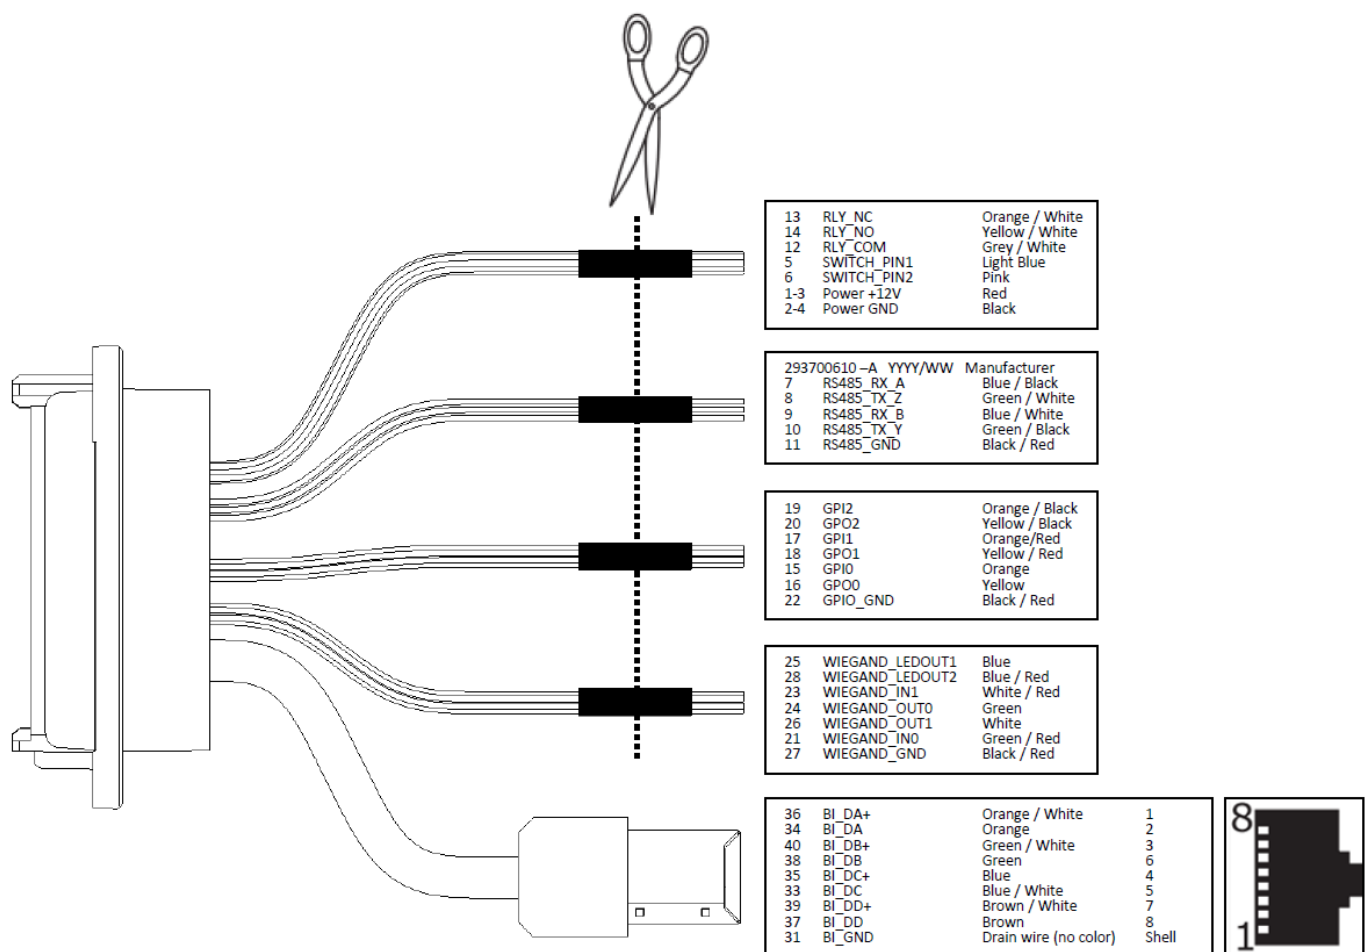 13 RLY_NC Orange / White
14 RLY_NO Yellow / White
12 RLY_COM Grey / White
5 SWITCH_PIN1 Light Blue
6 SWITCH_PIN2 Pink
1-3 Power +12V Red
2-4 Power GND Black
293700610 –A YYYY/WW Manufacturer
7 RS485_RX_A Blue / Black
8 RS485_TX_Z Green / White
9 RS485_RX_B Blue / White
10 RS485_TX_Y Green / Black
11 RS485_GND Black / Red
19 GPI2 Orange / Black
20 GPO2 Yellow / Black
17 GPI1 Orange/Red
18 GPO1 Yellow / Red
15 GPI0 Orange
16 GPO0 Yellow
22 GPIO_GND Black / Red
25 WIEGAND_LEDOUT1 Blue
28 WIEGAND_LEDOUT2 Blue / Red
23 WIEGAND_IN1 White / Red
24 WIEGAND_OUT0 Green
26 WIEGAND_OUT1 White
21 WIEGAND_IN0 Green / Red
27 WIEGAND_GND Black / Red
36 BI_DA+ Orange / White 1
34 BI_DA Orange 2
40 BI_DB+ Green / White 3
38 BI_DB Green 6
35 BI_DC+ Blue 4
33 BI_DC Blue / White 5
39 BI_DD+ Brown / White 7
37 BI_DD Brown 8
31 BI_GND Drain wire (no color) Shell
8
1